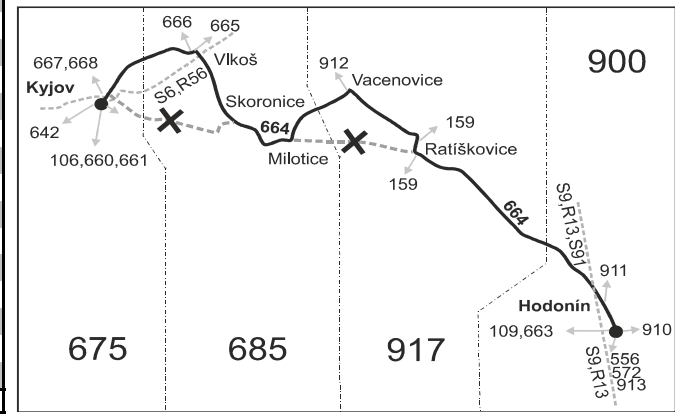 666
665
667,668
Vlkoš
Kyjov
S6,R56
642
106,660,661
Skoronice
664
Milotice
912
Vacenovice
159
Ratíškovice
159
900
664
S9,R13,S91
911
Hodonín
109,663
910
556
572
913
S9,R13
675
685
917